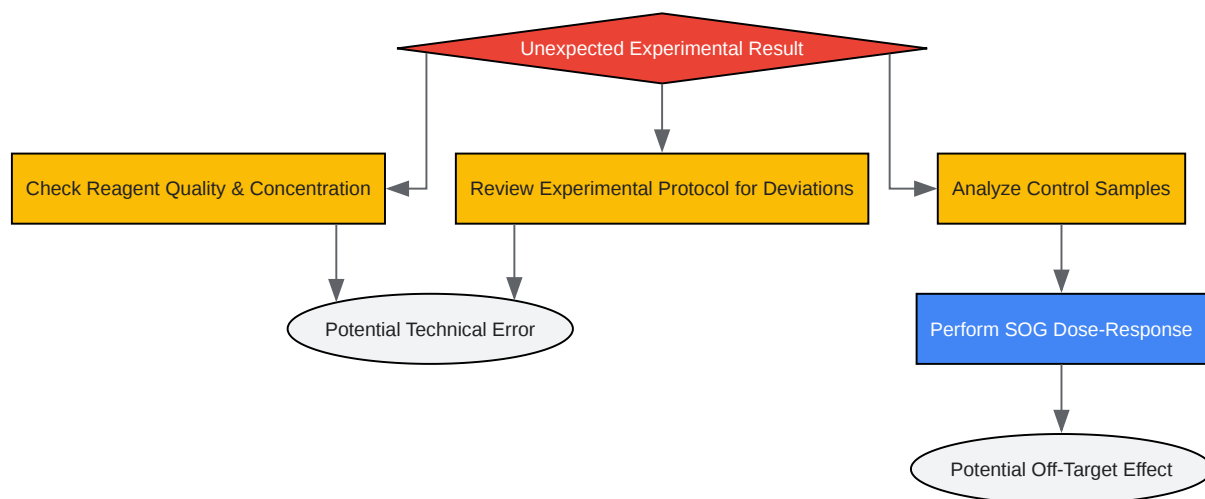 Unexpected Experimental Result
Check Reagent Quality & Concentration
Review Experimental Protocol for Deviations
Analyze Control Samples
Potential Technical Error
Perform SOG Dose-Response
Potential Off-Target Effect